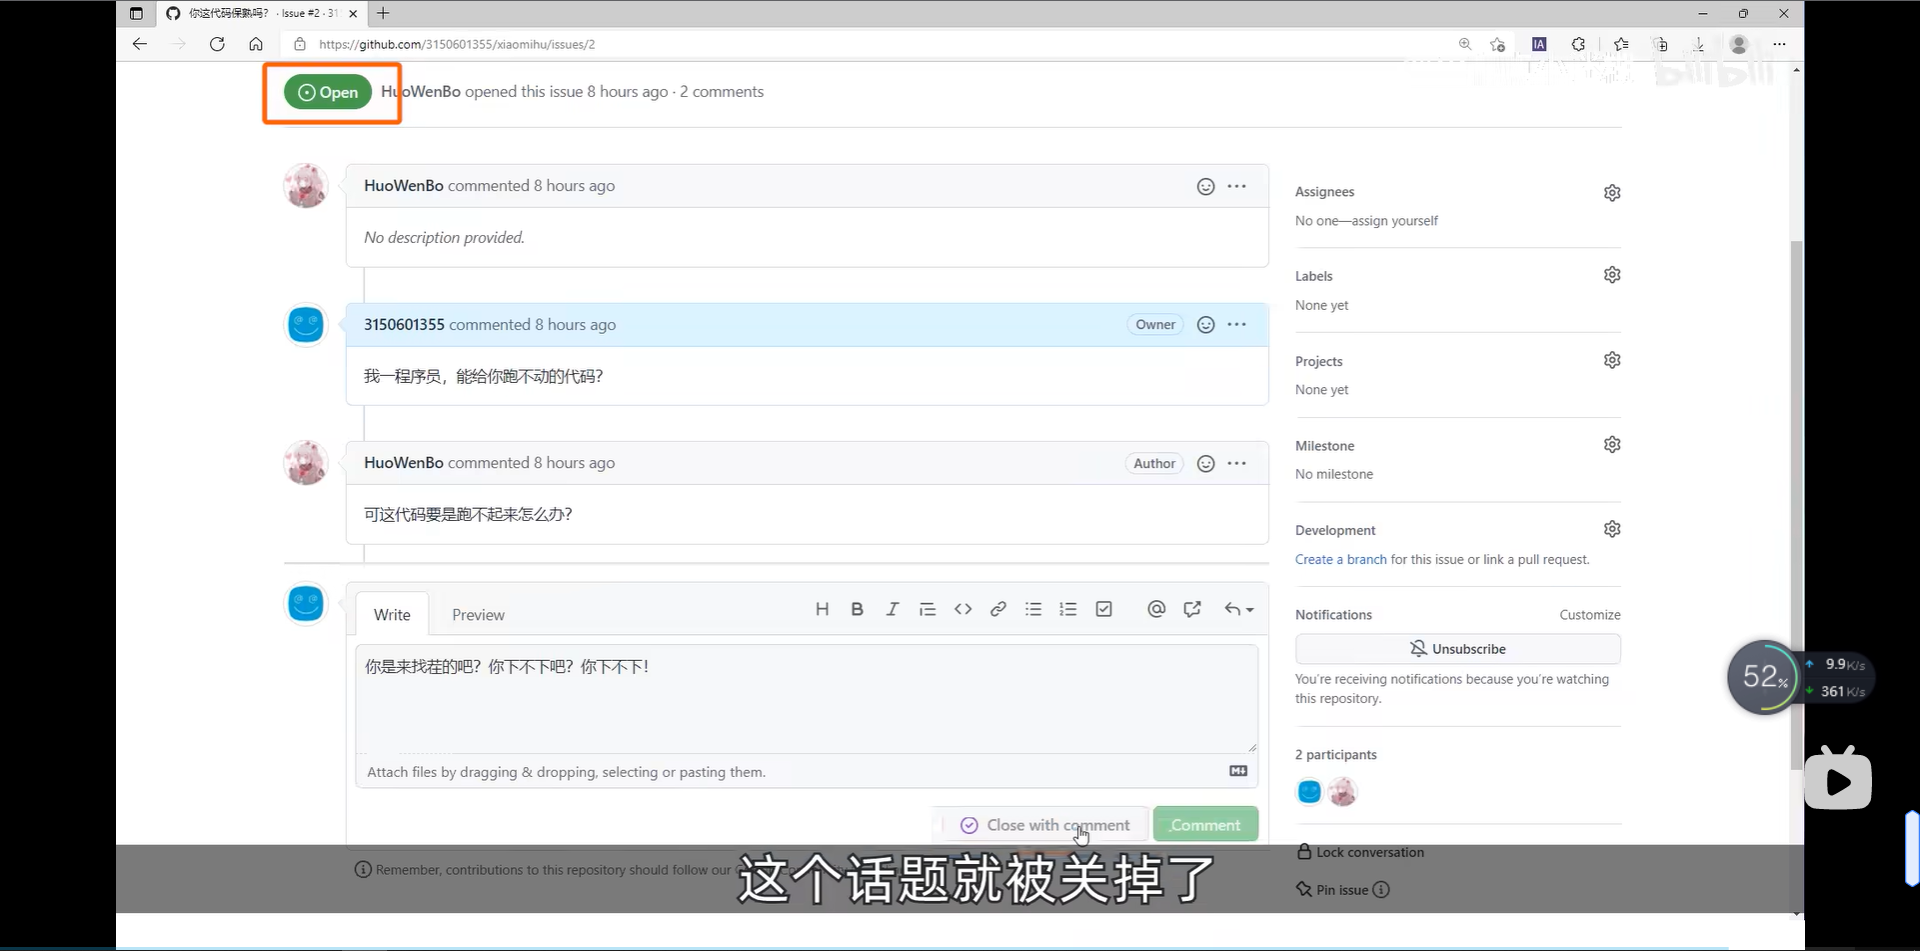 你这代码保熟吗? · Issue #2 · 31
https://github.com/3150601355/xiaomihu/issues/2
IA
bilibili
Open
HuoWenBo opened this issue 8 hours ago · 2 comments
HuoWenBo commented 8 hours ago
No description provided.
3150601355 commented 8 hours ago
Owner
我一程序员，能给你跑不动的代码？
HuoWenBo commented 8 hours ago
Author
可这代码要是跑不起来怎么办？
Write
Preview
你是来找茬的吧？你下不下吧？你下不下！
Attach files by dragging & dropping, selecting or pasting them.
Close with comment
Comment
Remember, contributions to this repository should follow our
Assignees
No one—assign yourself
Labels
None yet
Projects
None yet
Milestone
No milestone
Development
Create a branch for this issue or link a pull request.
Notifications
Customize
Unsubscribe
You're receiving notifications because you're watching
this repository.
2 participants
Lock conversation
Pin issue
52%
9.9K/s
361K/s
这个话题就被关掉了